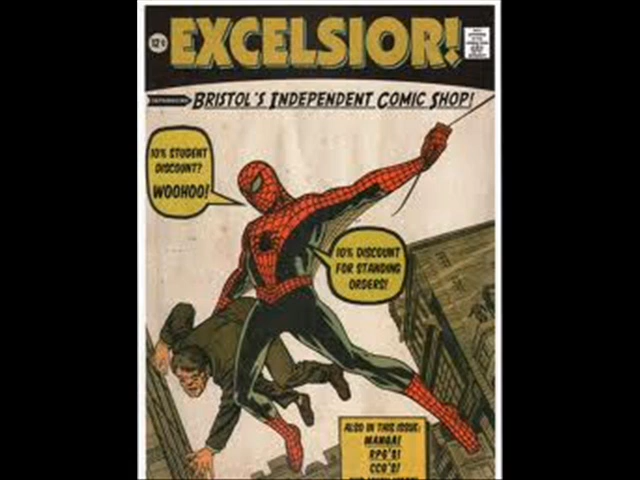 EXCELSIOR!
12¢
INTRODUCING
BRISTOL'S INDEPENDENT COMIC SHOP!
10% STUDENT
DISCOUNT?
WOOHOO!
10% DISCOUNT
FOR STANDING
ORDERS!
ALSO IN THIS ISSUE:
MANGA!
RPG'S!
CCG'S!